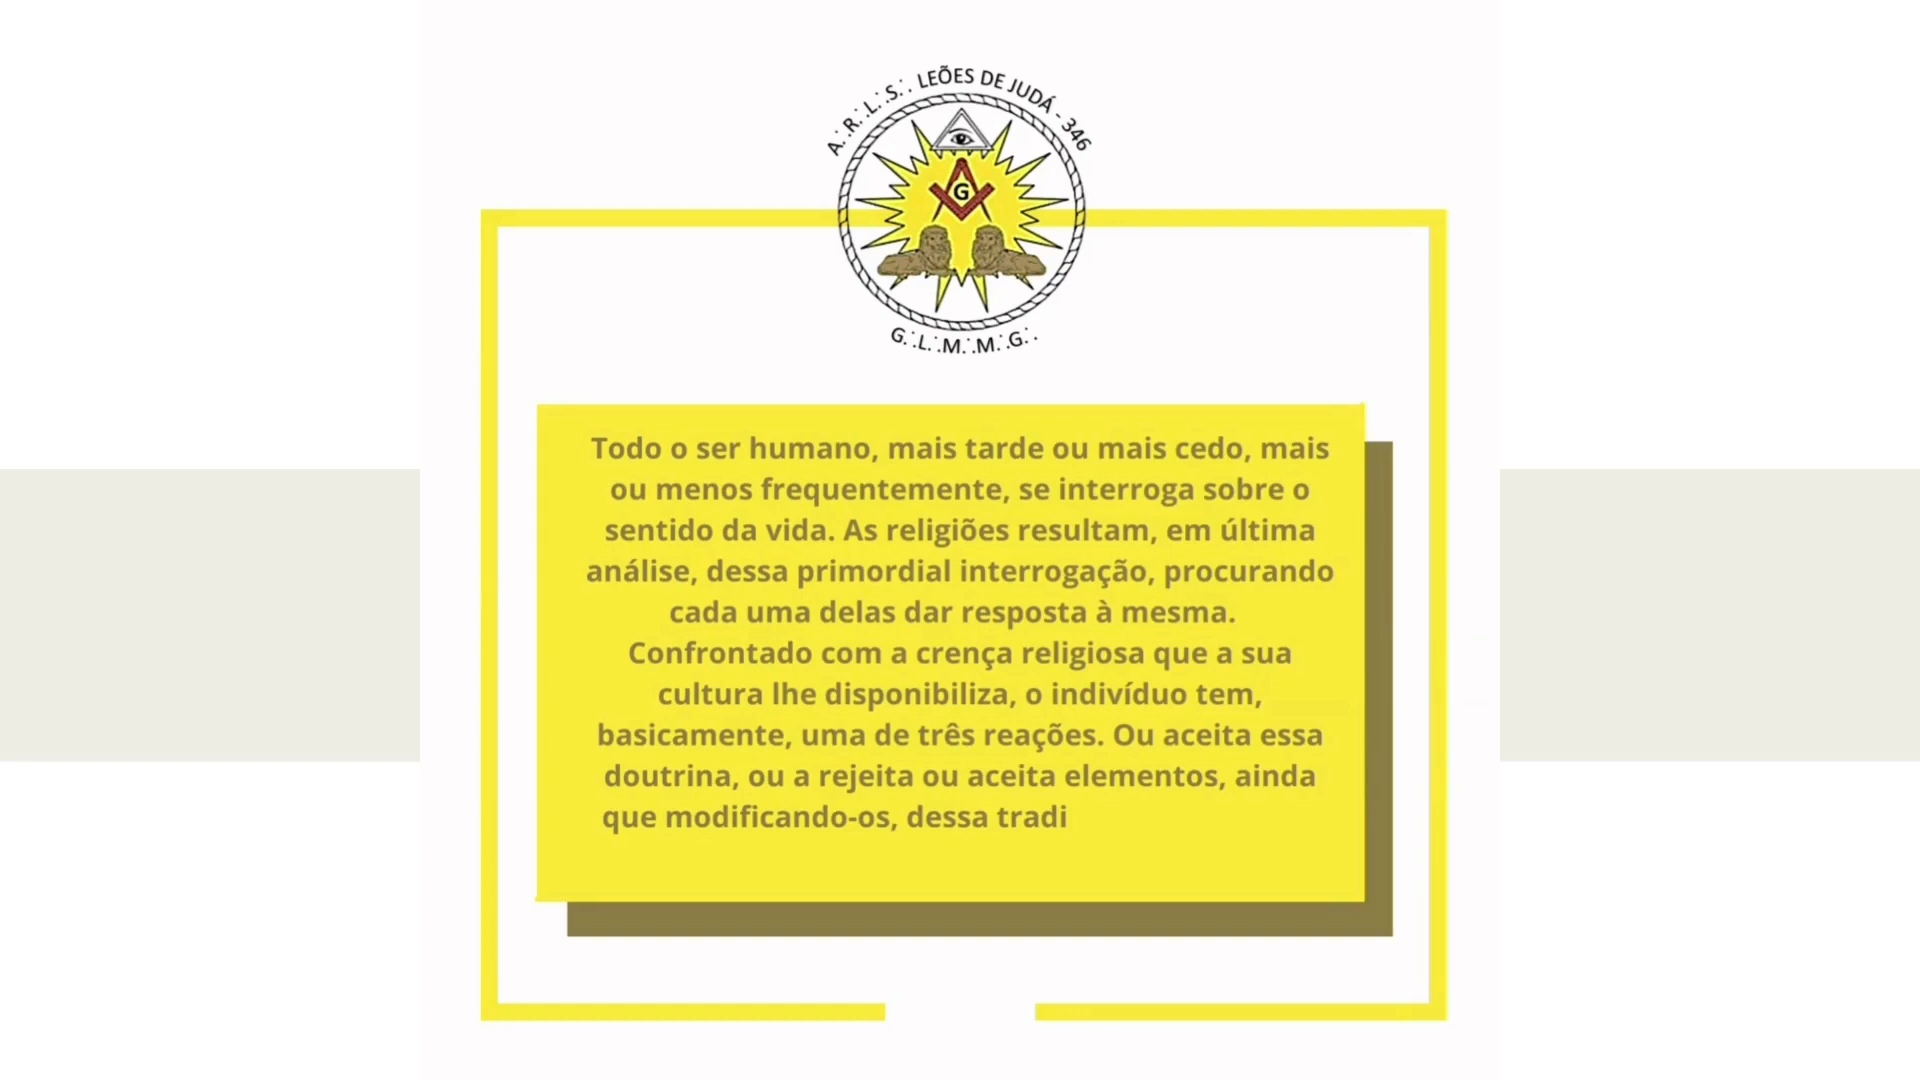 A∴R∴L∴S∴ LEÕES DE JUDÁ - 346
G
G∴L∴M∴M∴G∴
Todo o ser humano, mais tarde ou mais cedo, mais
ou menos frequentemente, se interroga sobre o
sentido da vida. As religiões resultam, em última
análise, dessa primordial interrogação, procurando
cada uma delas dar resposta à mesma.
Confrontado com a crença religiosa que a sua
cultura lhe disponibiliza, o indivíduo tem,
basicamente, uma de três reações. Ou aceita essa
doutrina, ou a rejeita ou aceita elementos, ainda
que modificando-os, dessa tradi